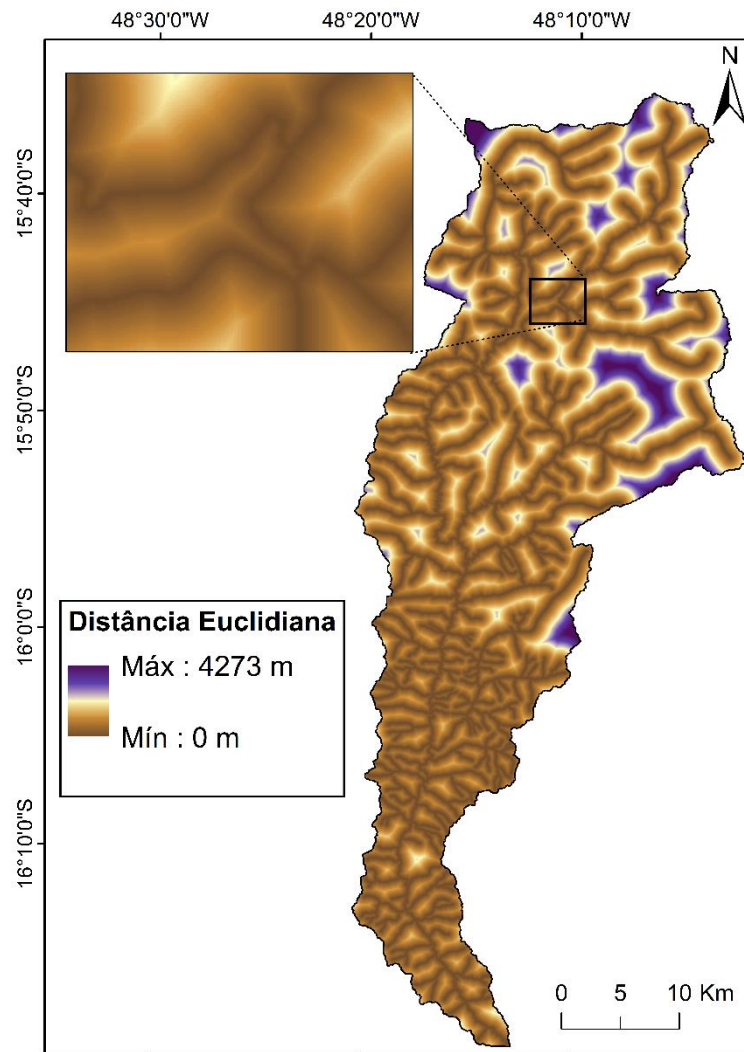 48°30'0"W 48°20'0"W 48°10'0"W
N
15°40'0"S
15°50'0"S
16°0'0"S
16°10'0"S
Distância Euclidiana
Máx : 4273 m
Mín : 0 m
0 5 10 Km